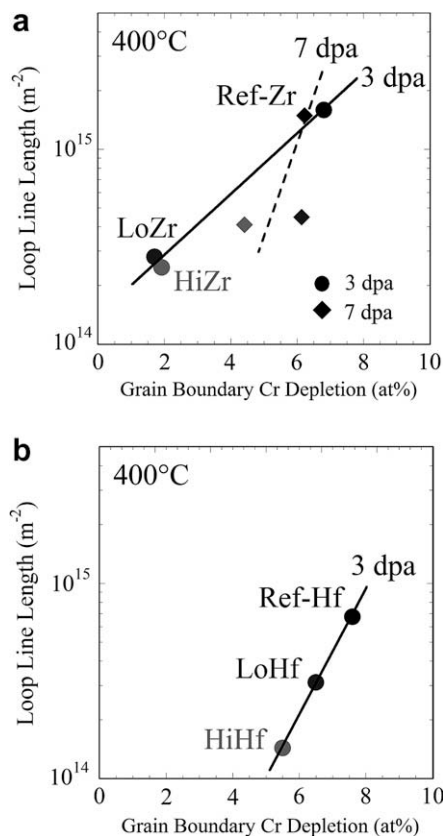 a
400°C
7 dpa
3 dpa
Ref-Zr
LoZr
HiZr
3 dpa
7 dpa
10¹⁵
10¹⁴
Loop Line Length (m⁻²)
0 2 4 6 8 10
Grain Boundary Cr Depletion (at%)
b
400°C
3 dpa
Ref-Hf
LoHf
HiHf
10¹⁵
10¹⁴
Loop Line Length (m⁻²)
0 2 4 6 8 10
Grain Boundary Cr Depletion (at%)